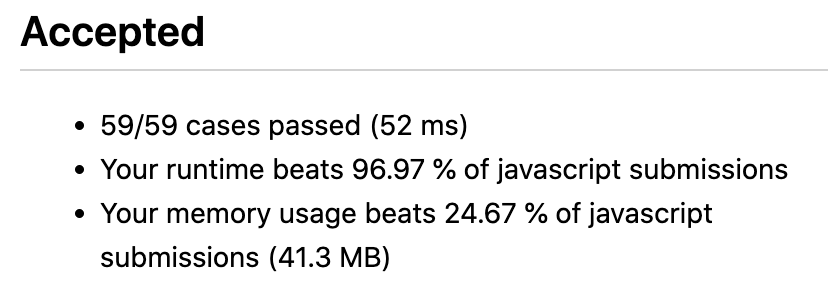 Accepted
• 59/59 cases passed (52 ms)
• Your runtime beats 96.97 % of javascript submissions
• Your memory usage beats 24.67 % of javascript
submissions (41.3 MB)